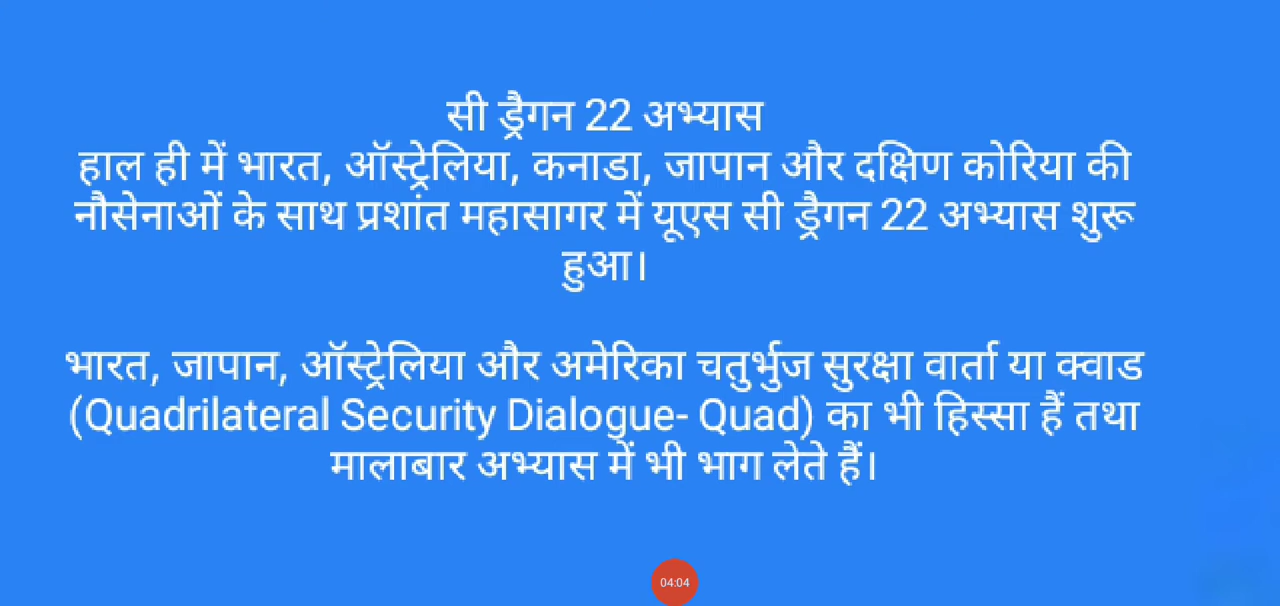 सी ड्रैगन 22 अभ्यास
हाल ही में भारत, ऑस्ट्रेलिया, कनाडा, जापान और दक्षिण कोरिया की
नौसेनाओं के साथ प्रशांत महासागर में यूएस सी ड्रैगन 22 अभ्यास शुरू
हुआ।
भारत, जापान, ऑस्ट्रेलिया और अमेरिका चतुर्भुज सुरक्षा वार्ता या क्वाड
(Quadrilateral Security Dialogue- Quad) का भी हिस्सा हैं तथा
मालाबार अभ्यास में भी भाग लेते हैं।
04:04